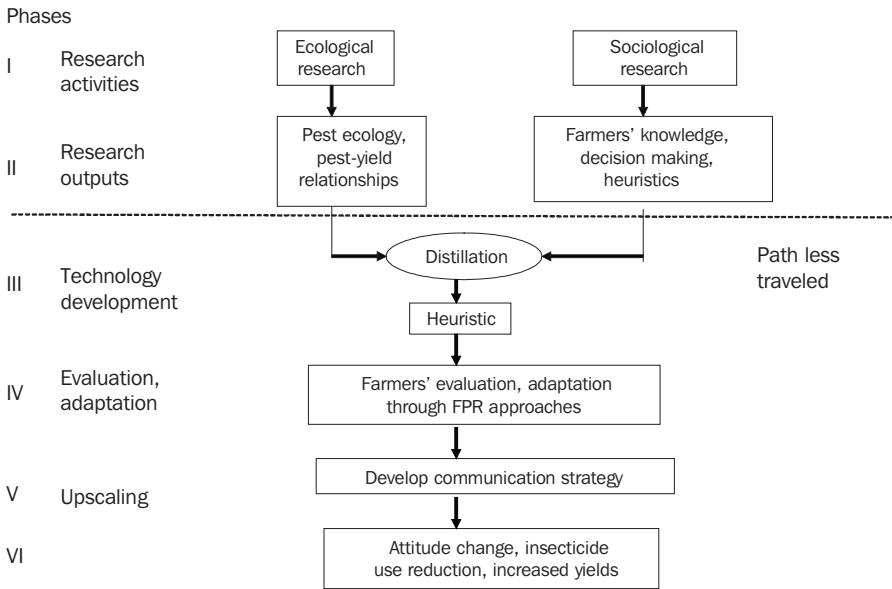 Phases
I
Research
activities
Ecological
research
Sociological
research
II
Research
outputs
Pest ecology,
pest-yield
relationships
Farmers’ knowledge,
decision making,
heuristics
III
Technology
development
Distillation
Path less
traveled
Heuristic
IV
Evaluation,
adaptation
Farmers’ evaluation, adaptation
through FPR approaches
V
Upscaling
Develop communication strategy
VI
Attitude change, insecticide
use reduction, increased yields